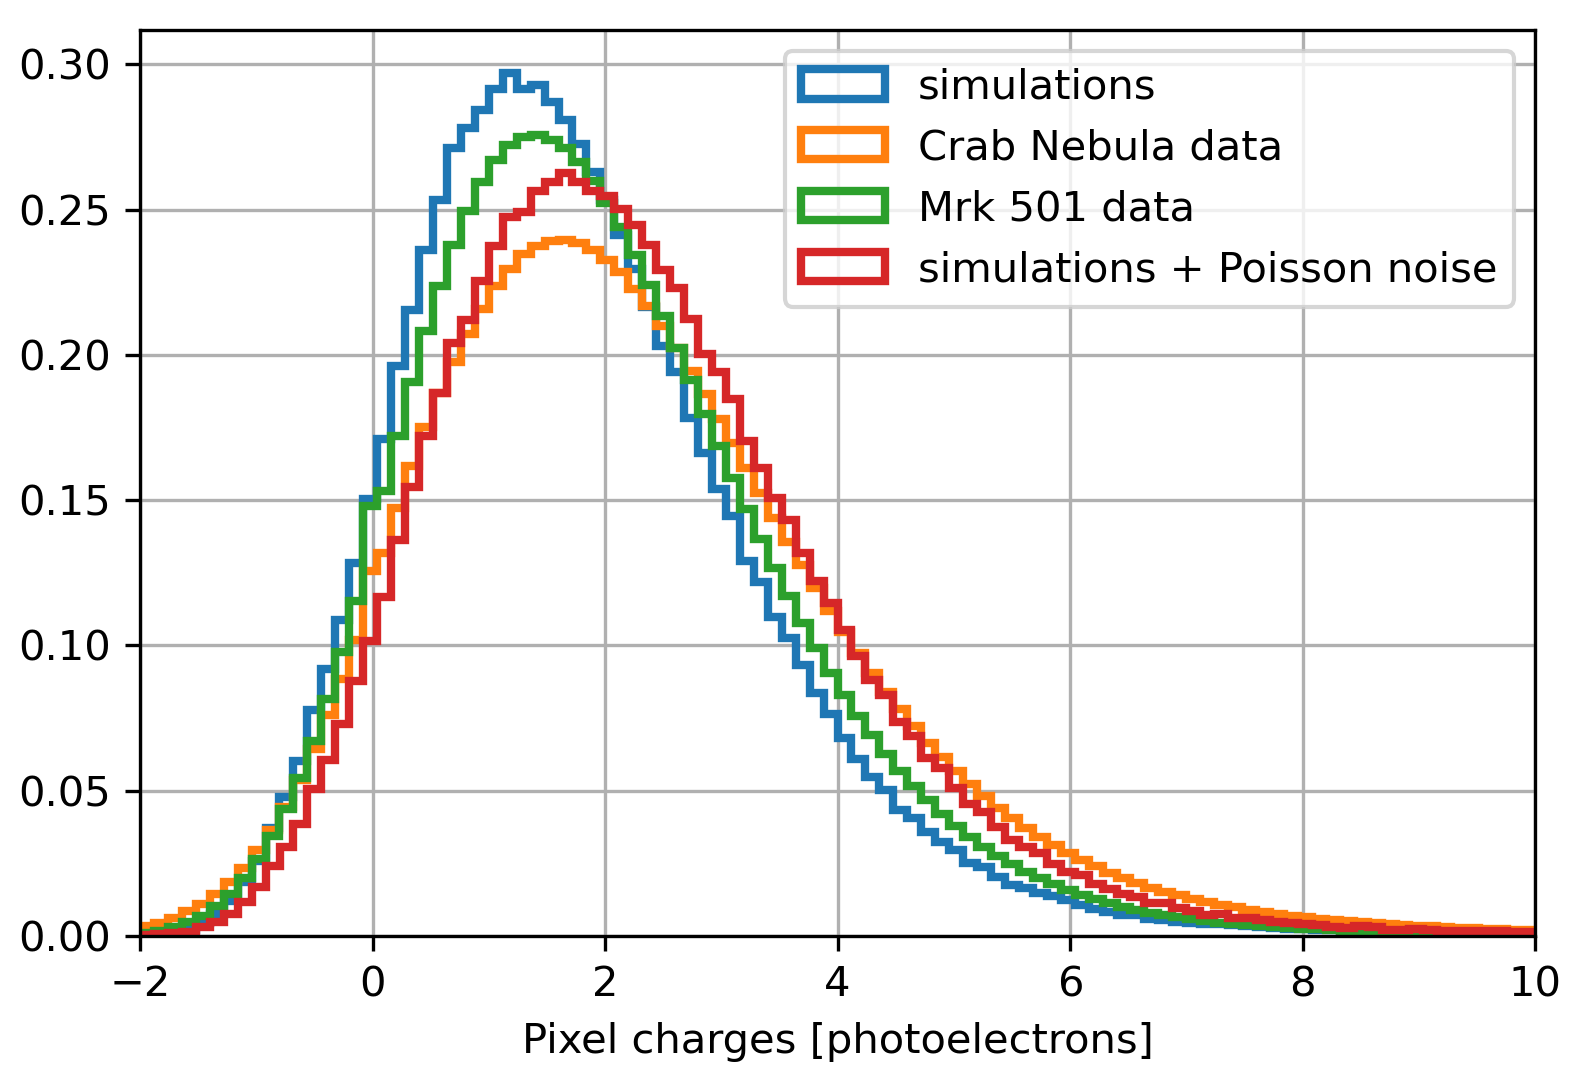 0.30
0.25
0.20
0.15
0.10
0.05
0.00
−2 0 2 4 6 8 10
Pixel charges [photoelectrons]
simulations
Crab Nebula data
Mrk 501 data
simulations + Poisson noise